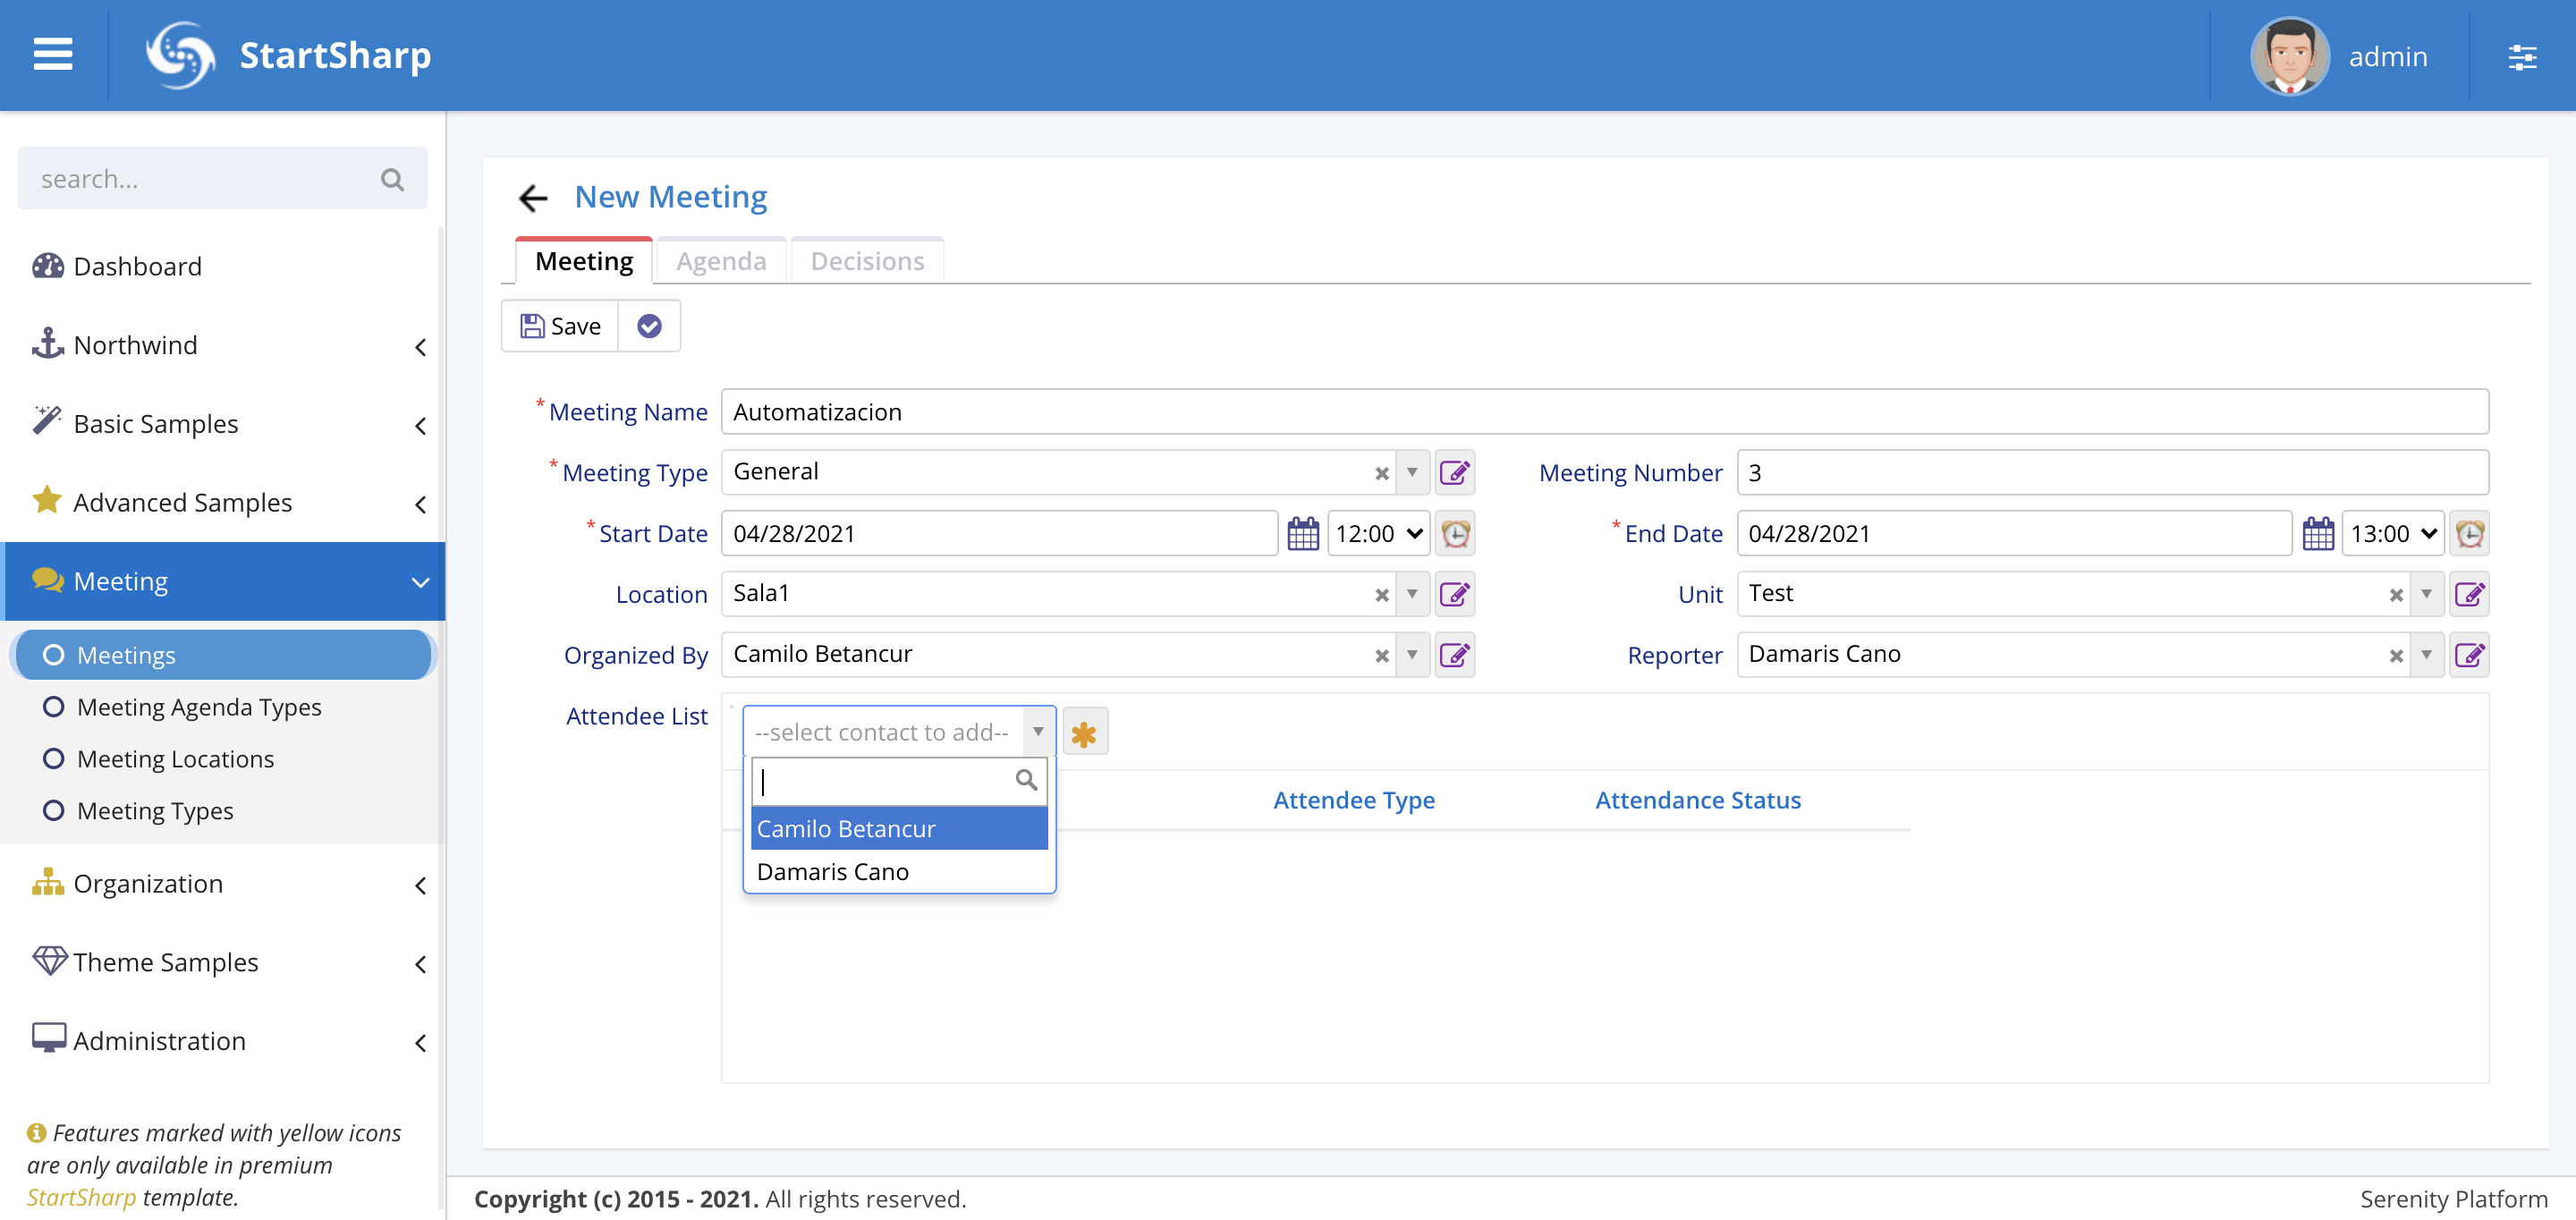 StartSharp
admin
search...
Dashboard
Northwind
Basic Samples
Advanced Samples
Meeting
Meetings
Meeting Agenda Types
Meeting Locations
Meeting Types
Organization
Theme Samples
Administration
Features marked with yellow icons
are only available in premium
StartSharp template.
New Meeting
Meeting Agenda Decisions
Save
* Meeting Name Automatizacion
* Meeting Type General Meeting Number 3
* Start Date 04/28/2021 12:00 * End Date 04/28/2021 13:00
Location Sala1 Unit Test
Organized By Camilo Betancur Reporter Damaris Cano
Attendee List --select contact to add--
Attendee Type Attendance Status
Camilo Betancur
Damaris Cano
Copyright (c) 2015 - 2021. All rights reserved. Serenity Platform